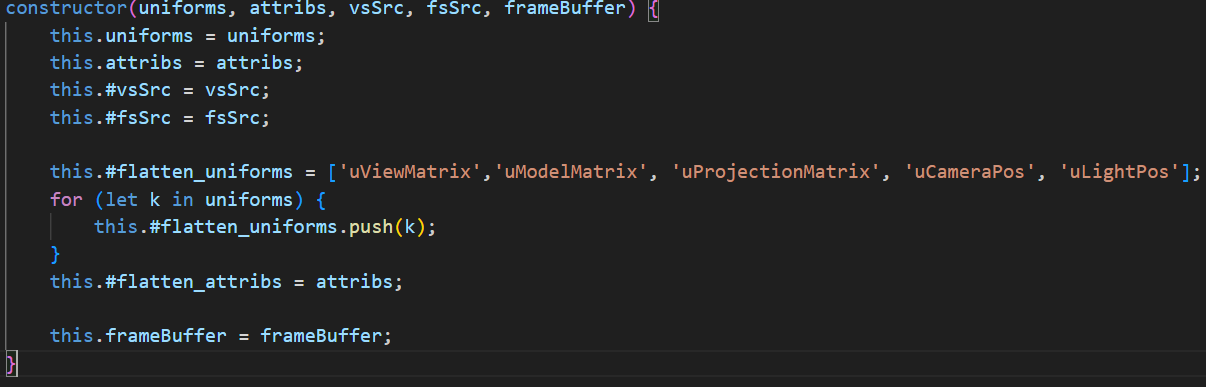 constructor(uniforms, attribs, vsSrc, fsSrc, frameBuffer) {
    this.uniforms = uniforms;
    this.attribs = attribs;
    this.#vsSrc = vsSrc;
    this.#fsSrc = fsSrc;

    this.#flatten_uniforms = ['uViewMatrix','uModelMatrix', 'uProjectionMatrix', 'uCameraPos', 'uLightPos'];
    for (let k in uniforms) {
        this.#flatten_uniforms.push(k);
    }
    this.#flatten_attribs = attribs;

    this.frameBuffer = frameBuffer;
}